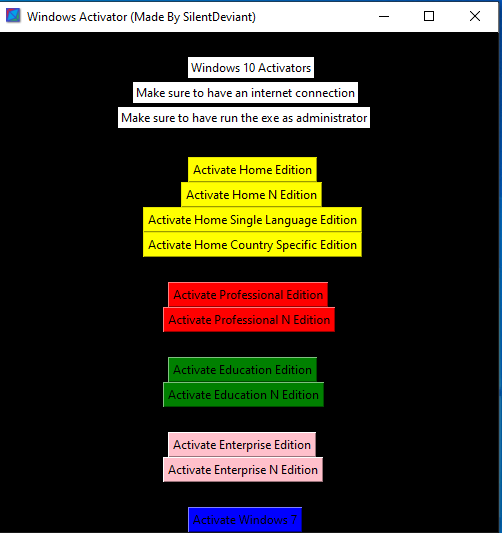 Windows Activator (Made By SilentDeviant)
Windows 10 Activators
Make sure to have an internet connection
Make sure to have run the exe as administrator
Activate Home Edition
Activate Home N Edition
Activate Home Single Language Edition
Activate Home Country Specific Edition
Activate Professional Edition
Activate Professional N Edition
Activate Education Edition
Activate Education N Edition
Activate Enterprise Edition
Activate Enterprise N Edition
Activate Windows 7